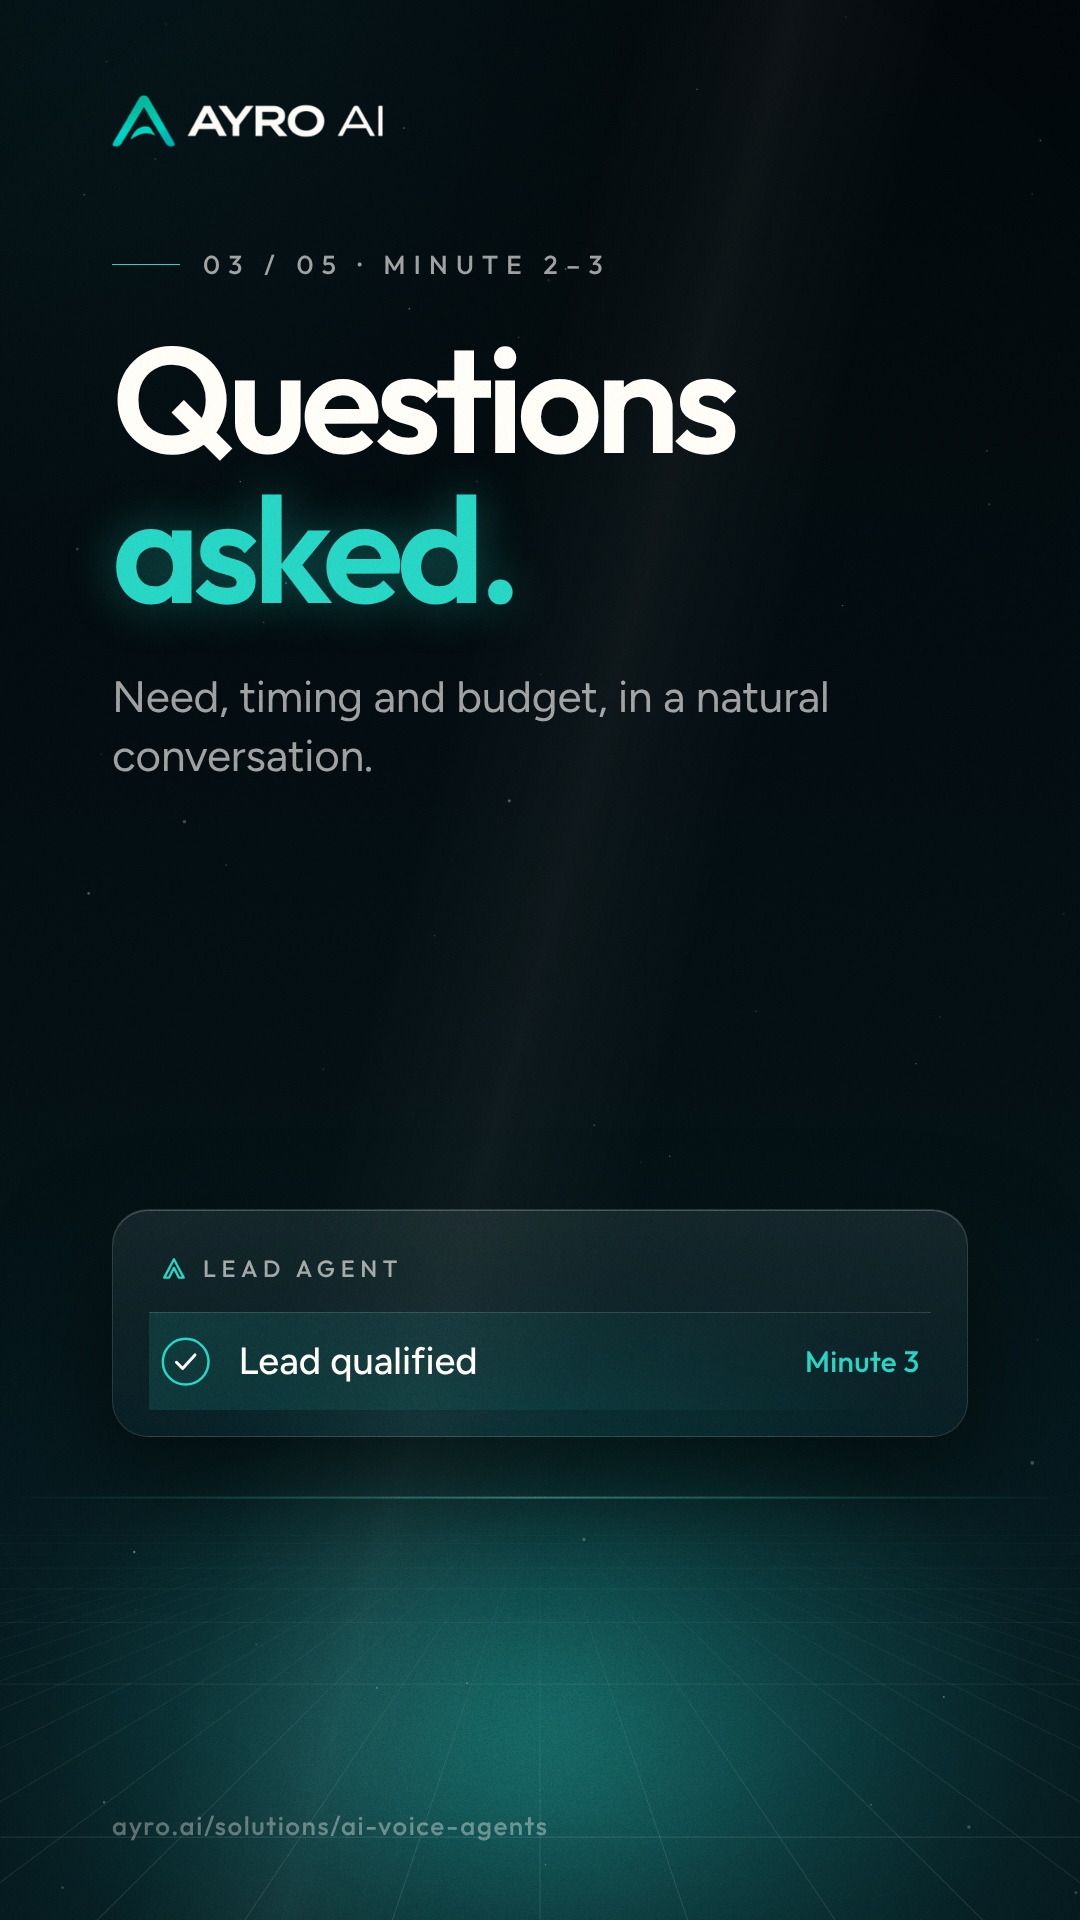 AYRO AI
03 / 05 · MINUTE 2–3
Questions
asked.
Need, timing and budget, in a natural
conversation.
LEAD AGENT
Lead qualified
Minute 3
ayro.ai/solutions/ai-voice-agents